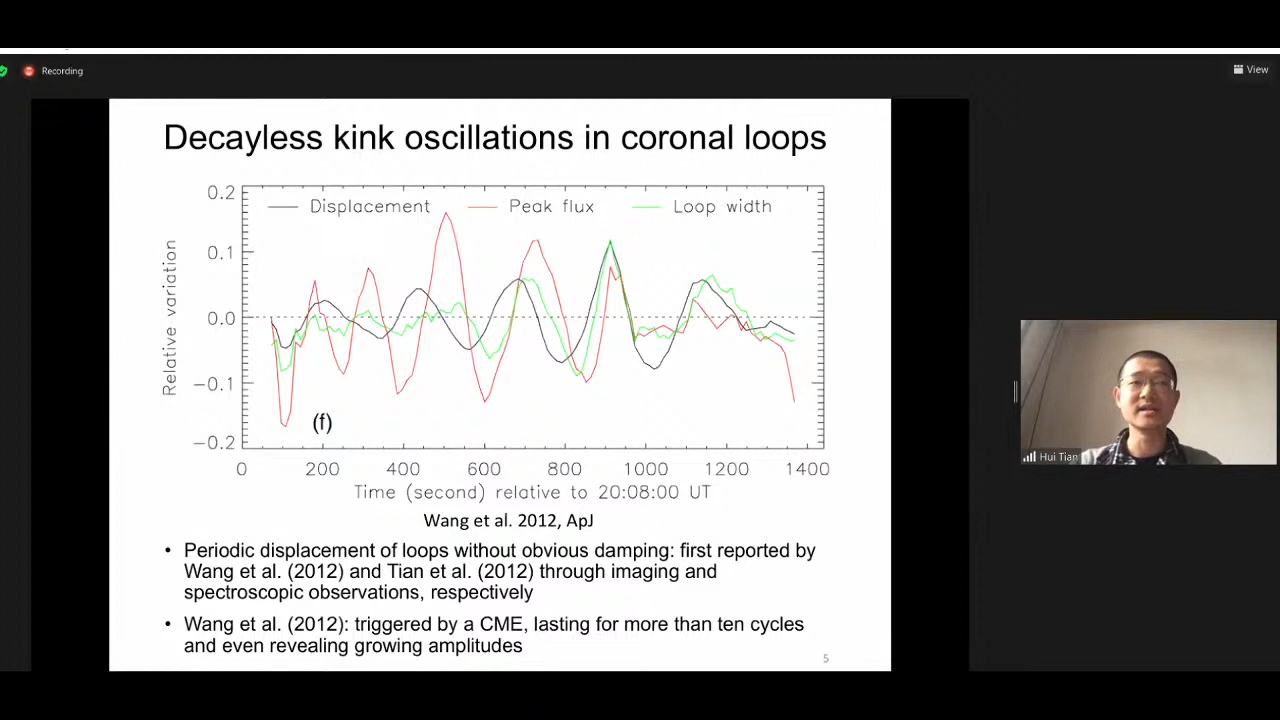 Recording
View
Decayless kink oscillations in coronal loops
0.2
Displacement
Peak flux
Loop width
0.1
0.0
−0.1
−0.2
Relative variation
(f)
0 200 400 600 800 1000 1200 1400
Time (second) relative to 20:08:00 UT
Wang et al. 2012, ApJ
• Periodic displacement of loops without obvious damping: first reported by
Wang et al. (2012) and Tian et al. (2012) through imaging and
spectroscopic observations, respectively
• Wang et al. (2012): triggered by a CME, lasting for more than ten cycles
and even revealing growing amplitudes
5
Hui Tian